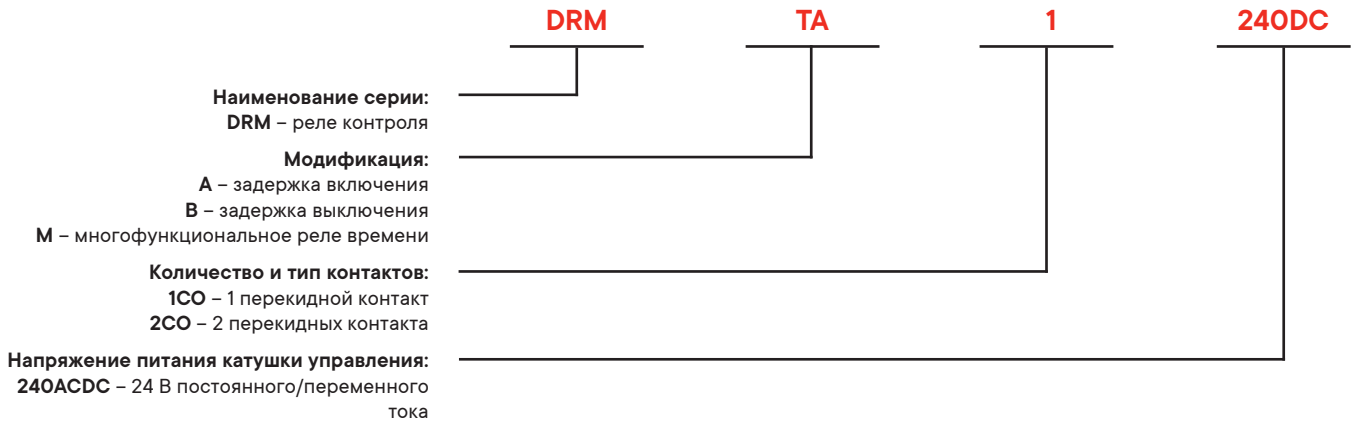 DRM TA 1 240DC
Наименование серии:
DRM – реле контроля
Модификация:
A – задержка включения
B – задержка выключения
M – многофункциональное реле времени
Количество и тип контактов:
1CO – 1 перекидной контакт
2CO – 2 перекидных контакта
Напряжение питания катушки управления:
240ACDC – 24 В постоянного/переменного
тока